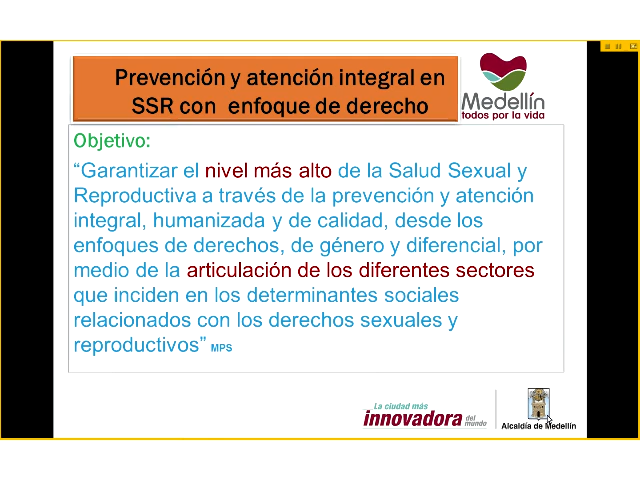 Prevención y atención integral en
SSR con enfoque de derecho
Medellín
todos por la vida
Objetivo:
“Garantizar el nivel más alto de la Salud Sexual y
Reproductiva a través de la prevención y atención
integral, humanizada y de calidad, desde los
enfoques de derechos, de género y diferencial, por
medio de la articulación de los diferentes sectores
que inciden en los determinantes sociales
relacionados con los derechos sexuales y
reproductivos” MPS
La ciudad más
innovadora del
mundo
Alcaldía de Medellín